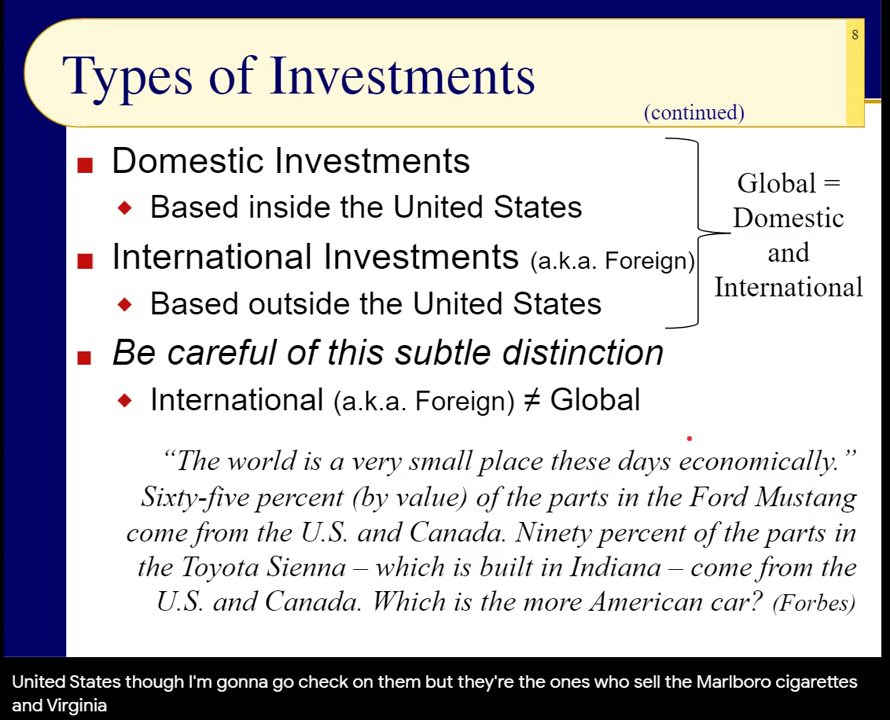 8
Types of Investments
(continued)
■ Domestic Investments
◆ Based inside the United States
■ International Investments (a.k.a. Foreign)
◆ Based outside the United States
Global =
Domestic
and
International
■ Be careful of this subtle distinction
◆ International (a.k.a. Foreign) ≠ Global
“The world is a very small place these days economically.”
Sixty-five percent (by value) of the parts in the Ford Mustang
come from the U.S. and Canada. Ninety percent of the parts in
the Toyota Sienna – which is built in Indiana – come from the
U.S. and Canada. Which is the more American car? (Forbes)
United States though I'm gonna go check on them but they're the ones who sell the Marlboro cigarettes
and Virginia